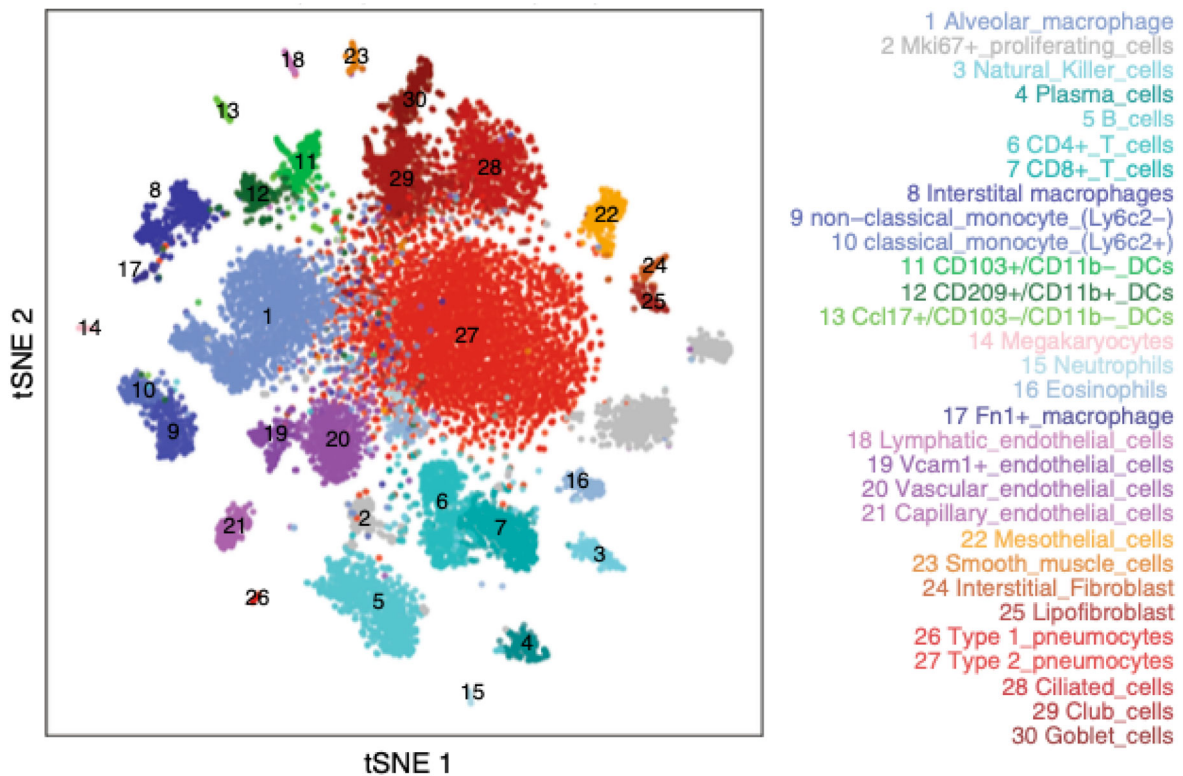 18
23
13
30
11
28
12
29
8
22
17
24
25
1
14
27
10
9
19
20
16
6
2
21
7
3
26
5
4
15
tSNE 2
tSNE 1
1 Alveolar_macrophage
2 Mki67+_proliferating_cells
3 Natural_Killer_cells
4 Plasma_cells
5 B_cells
6 CD4+_T_cells
7 CD8+_T_cells
8 Interstital macrophages
9 non–classical_monocyte_(Ly6c2–)
10 classical_monocyte_(Ly6c2+)
11 CD103+/CD11b–_DCs
12 CD209+/CD11b+_DCs
13 Ccl17+/CD103–/CD11b–_DCs
14 Megakaryocytes
15 Neutrophils
16 Eosinophils
17 Fn1+_macrophage
18 Lymphatic_endothelial_cells
19 Vcam1+_endothelial_cells
20 Vascular_endothelial_cells
21 Capillary_endothelial_cells
22 Mesothelial_cells
23 Smooth_muscle_cells
24 Interstitial_Fibroblast
25 Lipofibroblast
26 Type 1_pneumocytes
27 Type 2_pneumocytes
28 Ciliated_cells
29 Club_cells
30 Goblet_cells